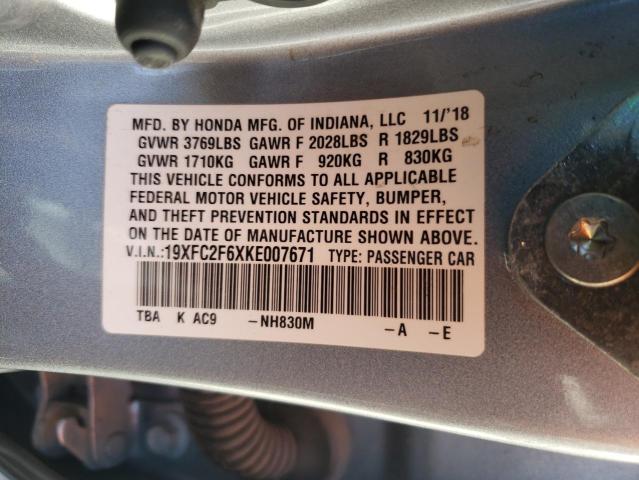 MFD. BY HONDA MFG. OF INDIANA, LLC 11/'18
GVWR 3769LBS GAWR F 2028LBS R 1829LBS
GVWR 1710KG GAWR F 920KG R 830KG
THIS VEHICLE CONFORMS TO ALL APPLICABLE
FEDERAL MOTOR VEHICLE SAFETY, BUMPER,
AND THEFT PREVENTION STANDARDS IN EFFECT
ON THE DATE OF MANUFACTURE SHOWN ABOVE.
V.I.N.:19XFC2F6XKE007671 TYPE: PASSENGER CAR
TBA K AC9 -NH830M -A -E